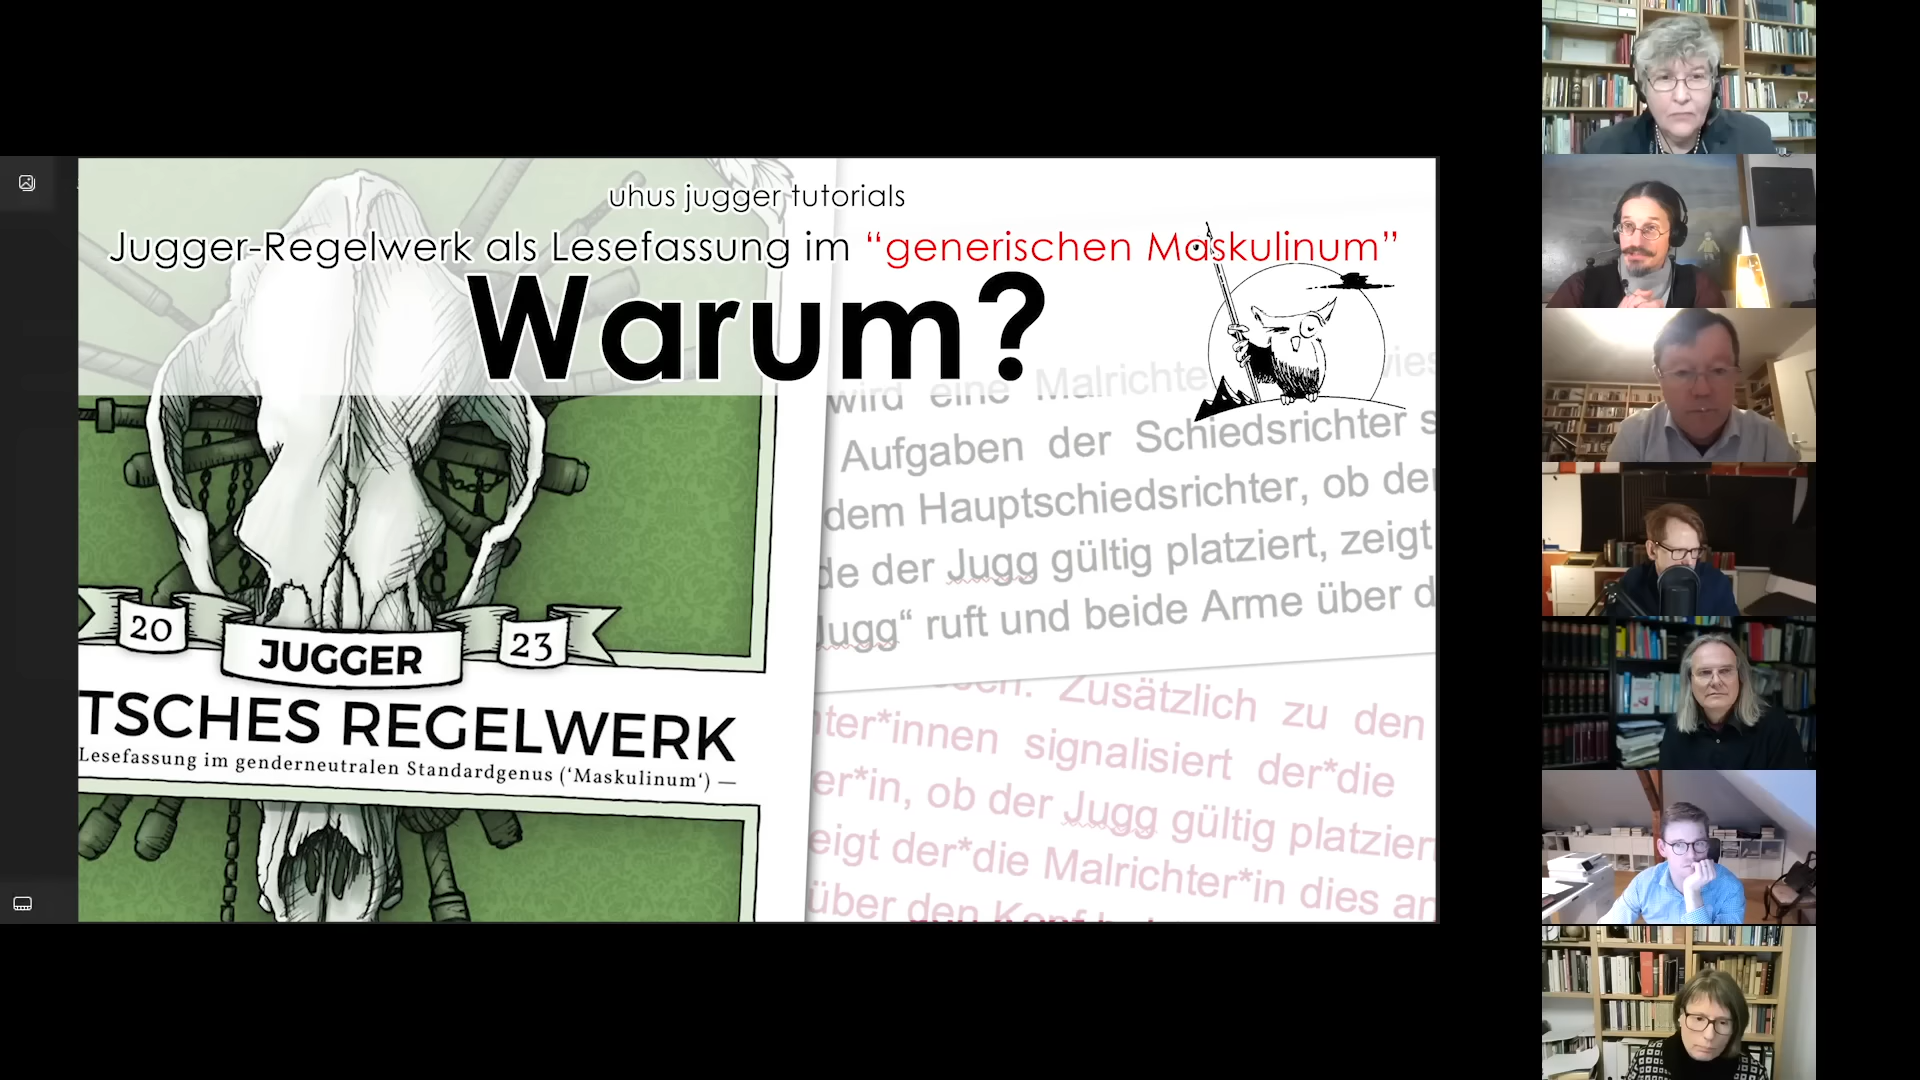 uhus jugger tutorials
Jugger-Regelwerk als Lesefassung im “generischen Maskulinum”
Warum?
20
JUGGER
23
TSCHES REGELWERK
Lesefassung im genderneutralen Standardgenus (‘Maskulinum‘) —
wird eine Malrichte
Aufgaben der Schiedsrichter s
dem Hauptschiedsrichter, ob de
de der Jugg gültig platziert, zeigt
Jugg“ ruft und beide Arme über d
Zusätzlich zu den
ter*innen signalisiert der*die
er*in, ob der Jugg gültig platzier
eigt der*die Malrichter*in dies an
über den